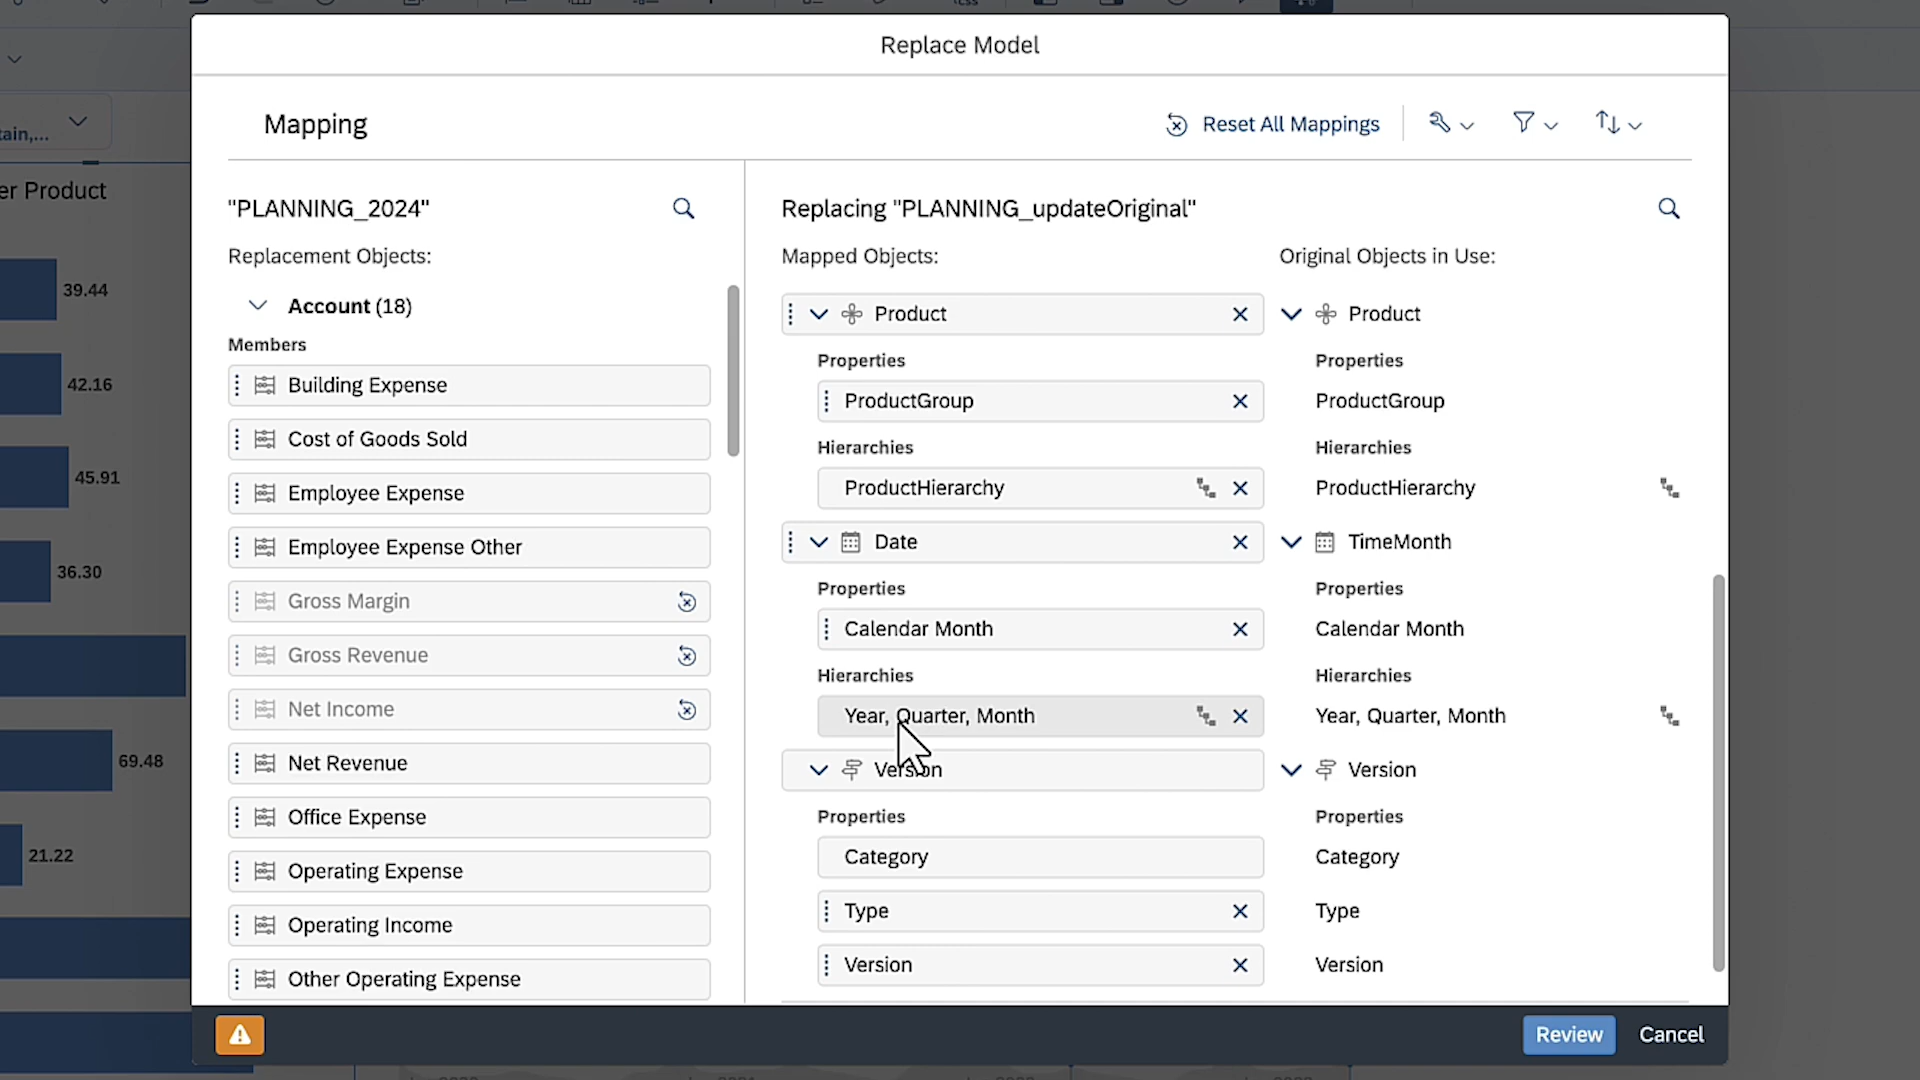 Replace Model
Mapping
Reset All Mappings
tain,...
er Product
39.44
42.16
45.91
36.30
69.48
21.22
"PLANNING_2024"
Replacement Objects:
Account (18)
Members
Building Expense
Cost of Goods Sold
Employee Expense
Employee Expense Other
Gross Margin
Gross Revenue
Net Income
Net Revenue
Office Expense
Operating Expense
Operating Income
Other Operating Expense
Replacing "PLANNING_updateOriginal"
Mapped Objects: Original Objects in Use:
Product Product
Properties Properties
ProductGroup ProductGroup
Hierarchies Hierarchies
ProductHierarchy ProductHierarchy
Date TimeMonth
Properties Properties
Calendar Month Calendar Month
Hierarchies Hierarchies
Year, Quarter, Month Year, Quarter, Month
Version Version
Properties Properties
Category Category
Type Type
Version Version
Review Cancel